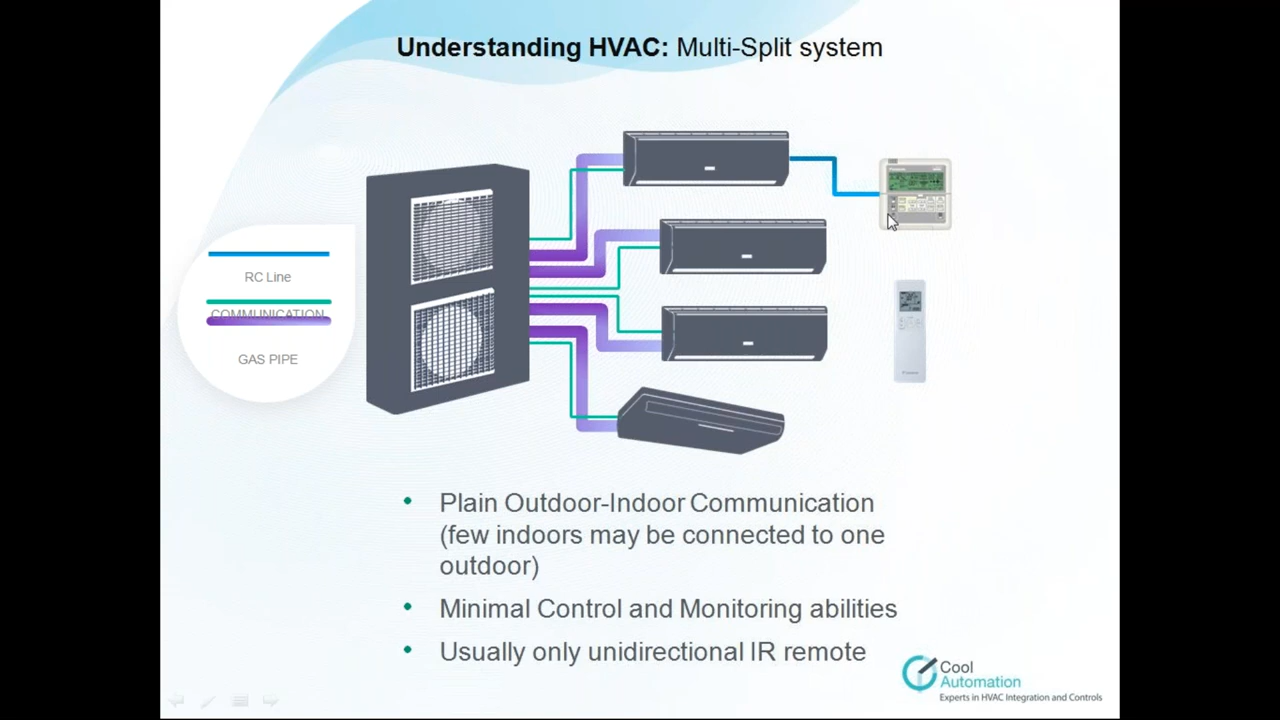 Understanding HVAC: Multi-Split system
RC Line
COMMUNICATION
GAS PIPE
• Plain Outdoor-Indoor Communication
(few indoors may be connected to one
outdoor)
• Minimal Control and Monitoring abilities
• Usually only unidirectional IR remote
Cool
Automation
Experts in HVAC Integration and Controls